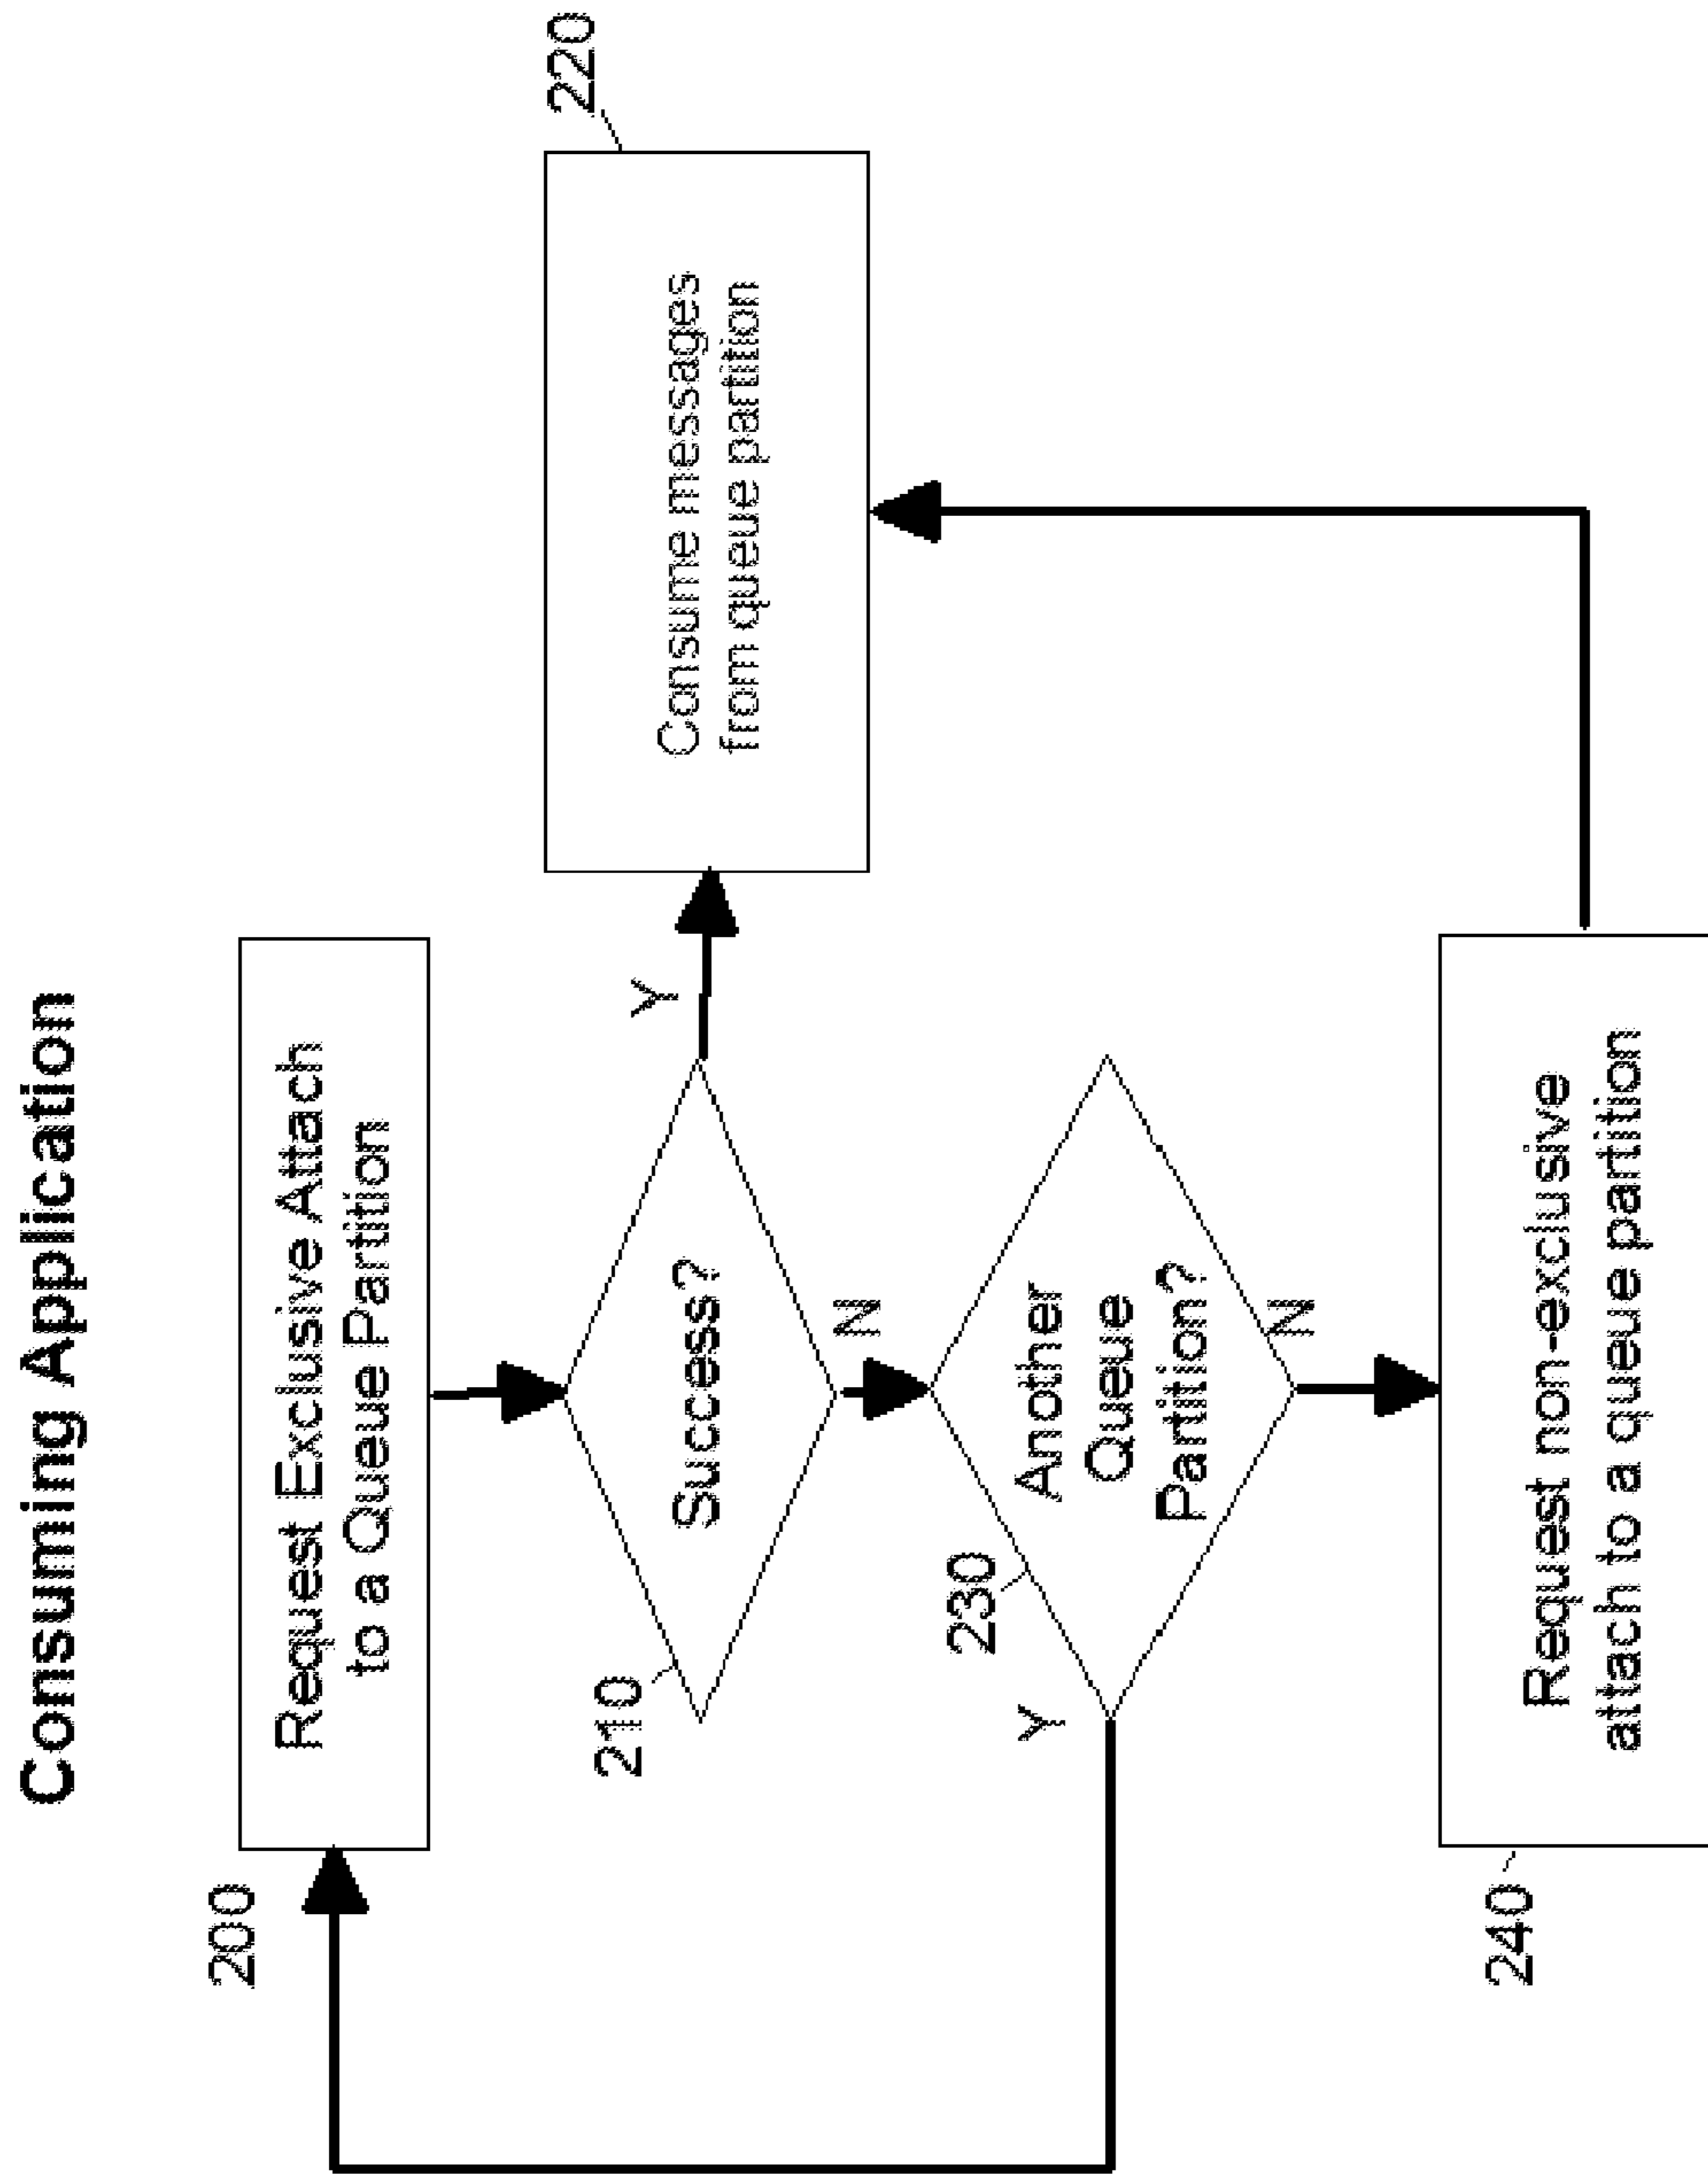 Consuming Application
200
Request Exclusive Attach
to a Queue Partition
210
Success?
Y
220
Consume messages
from queue partition
N
230
Another
Queue
Partition?
Y
N
240
Request non-exclusive
attach to a queue partition